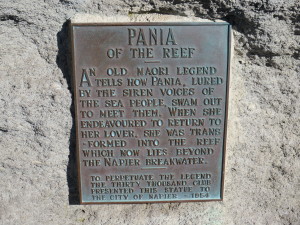 PANIA
OF THE REEF
AN OLD MAORI LEGEND
TELLS HOW PANIA, LURED
BY THE SIREN VOICES OF
THE SEA PEOPLE, SWAM OUT
TO MEET THEM. WHEN SHE
ENDEAVOURED TO RETURN TO
HER LOVER, SHE WAS TRANS
-FORMED INTO THE REEF
WHICH NOW LIES BEYOND
THE NAPIER BREAKWATER.
TO PERPETUATE THE LEGEND
THE THIRTY THOUSAND CLUB
PRESENTED THIS STATUE TO
THE CITY OF NAPIER - 1954